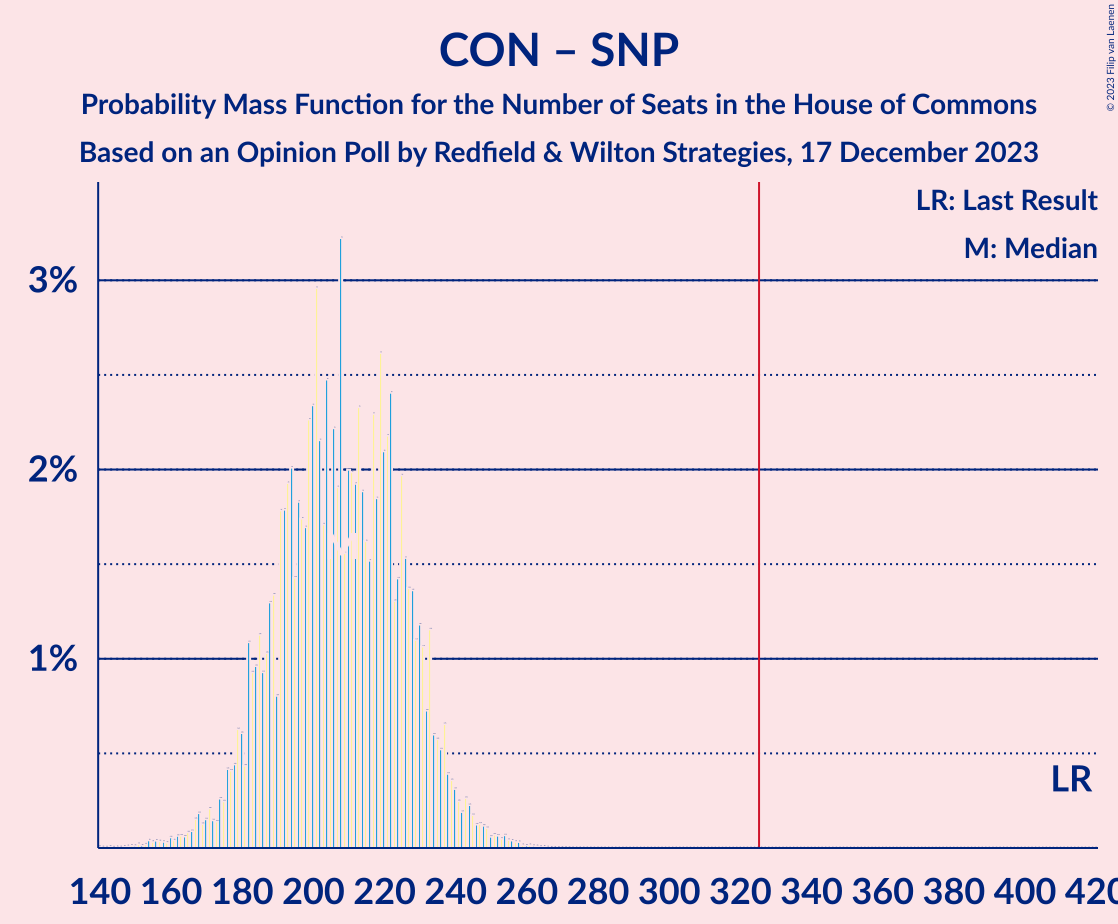 CON – SNP
Probability Mass Function for the Number of Seats in the House of Commons
Based on an Opinion Poll by Redfield & Wilton Strategies, 17 December 2023
© 2023 Filip van Laenen
LR: Last Result
M: Median
3%
2%
1%
LR
140 160 180 200 220 240 260 280 300 320 340 360 380 400 420